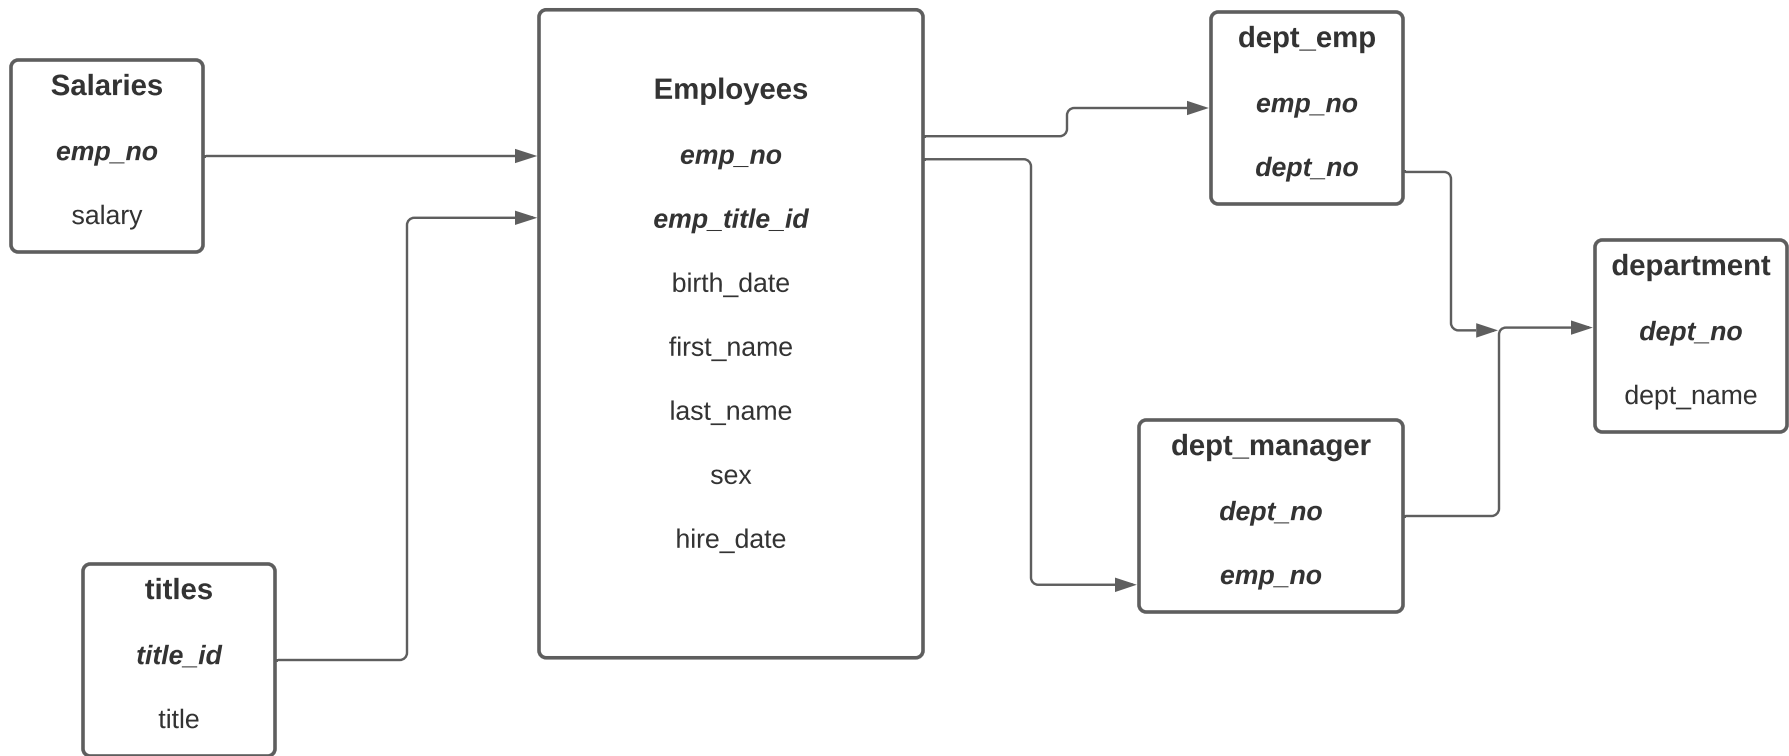 Salaries
emp_no
salary
titles
title_id
title
Employees
emp_no
emp_title_id
birth_date
first_name
last_name
sex
hire_date
dept_emp
emp_no
dept_no
dept_manager
dept_no
emp_no
department
dept_no
dept_name